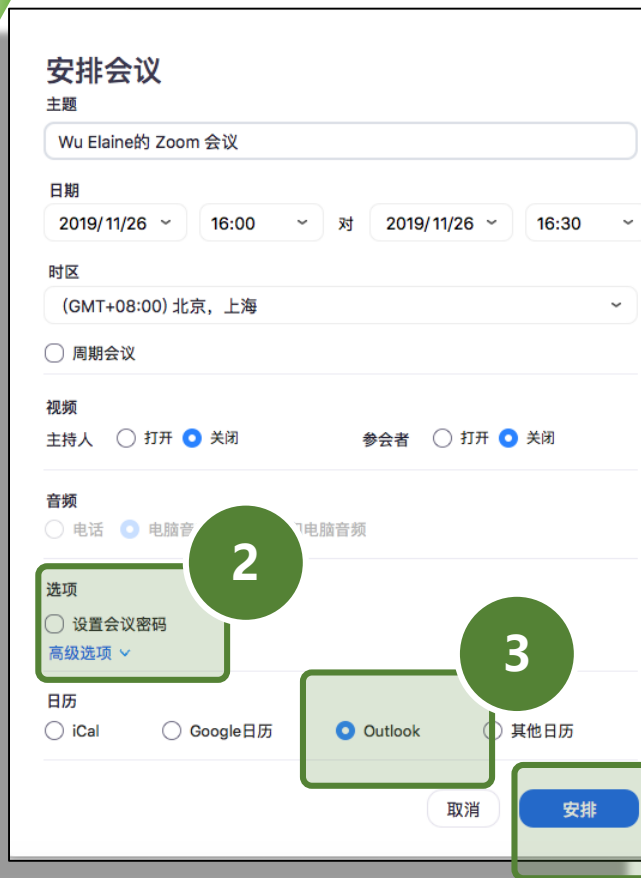 安排会议
主题
Wu Elaine的 Zoom 会议
日期
2019/11/26 16:00 对 2019/11/26 16:30
时区
(GMT+08:00) 北京，上海
周期会议
视频
主持人 打开 关闭 参会者 打开 关闭
音频
电话 电脑音 电脑音频
2
选项
设置会议密码
高级选项
3
日历
iCal Google日历 Outlook 其他日历
取消 安排